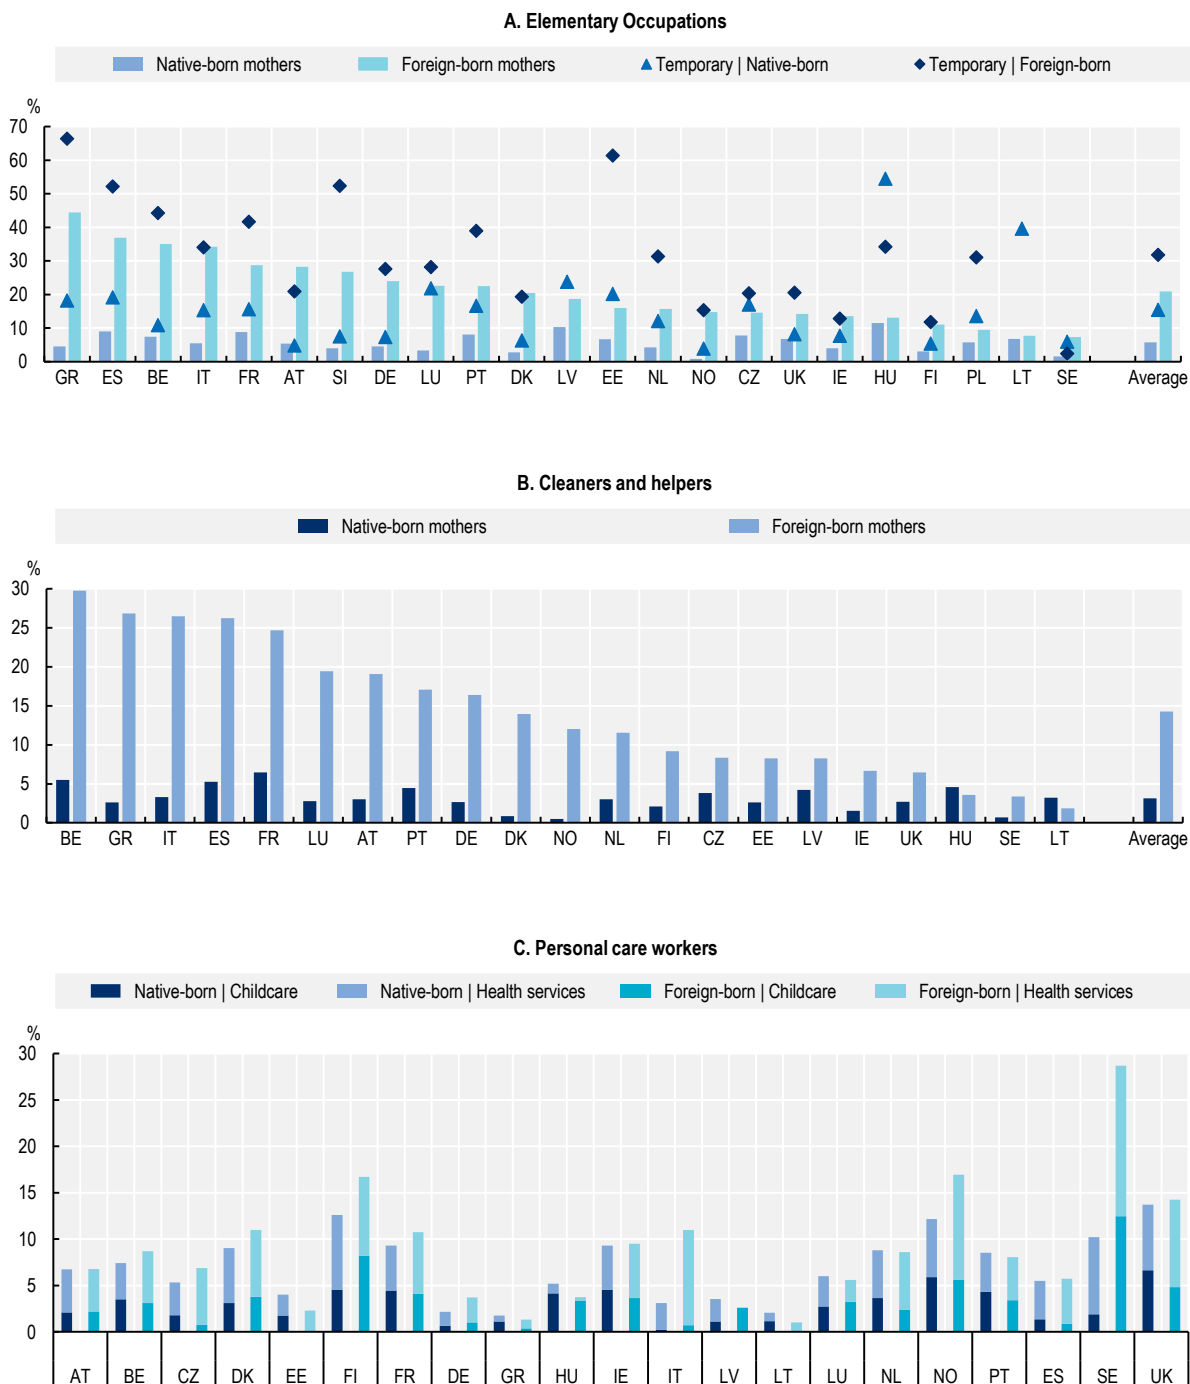 A. Elementary Occupations
Native-born mothers Foreign-born mothers Temporary | Native-born Temporary | Foreign-born
%
70
60
50
40
30
20
10
0
GR ES BE IT FR AT SI DE LU PT DK LV EE NL NO CZ UK IE HU FI PL LT SE Average
B. Cleaners and helpers
Native-born mothers Foreign-born mothers
%
30
25
20
15
10
5
0
BE GR IT ES FR LU AT PT DE DK NO NL FI CZ EE LV IE UK HU SE LT Average
C. Personal care workers
Native-born | Childcare Native-born | Health services Foreign-born | Childcare Foreign-born | Health services
%
30
25
20
15
10
5
0
AT BE CZ DK EE FI FR DE GR HU IE IT LV LT LU NL NO PT ES SE UK